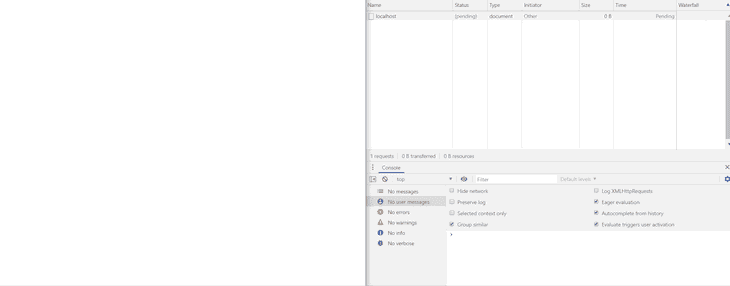 Name Status Type Initiator Size Time Waterfall
localhost (pending) document Other 0 B Pending
1 requests 0 B transferred 0 B resources
Console
top Filter Default levels
No messages Hide network Log XMLHttpRequests
No user messages Preserve log Eager evaluation
No errors Selected context only Autocomplete from history
No warnings Group similar Evaluate triggers user activation
No info
No verbose